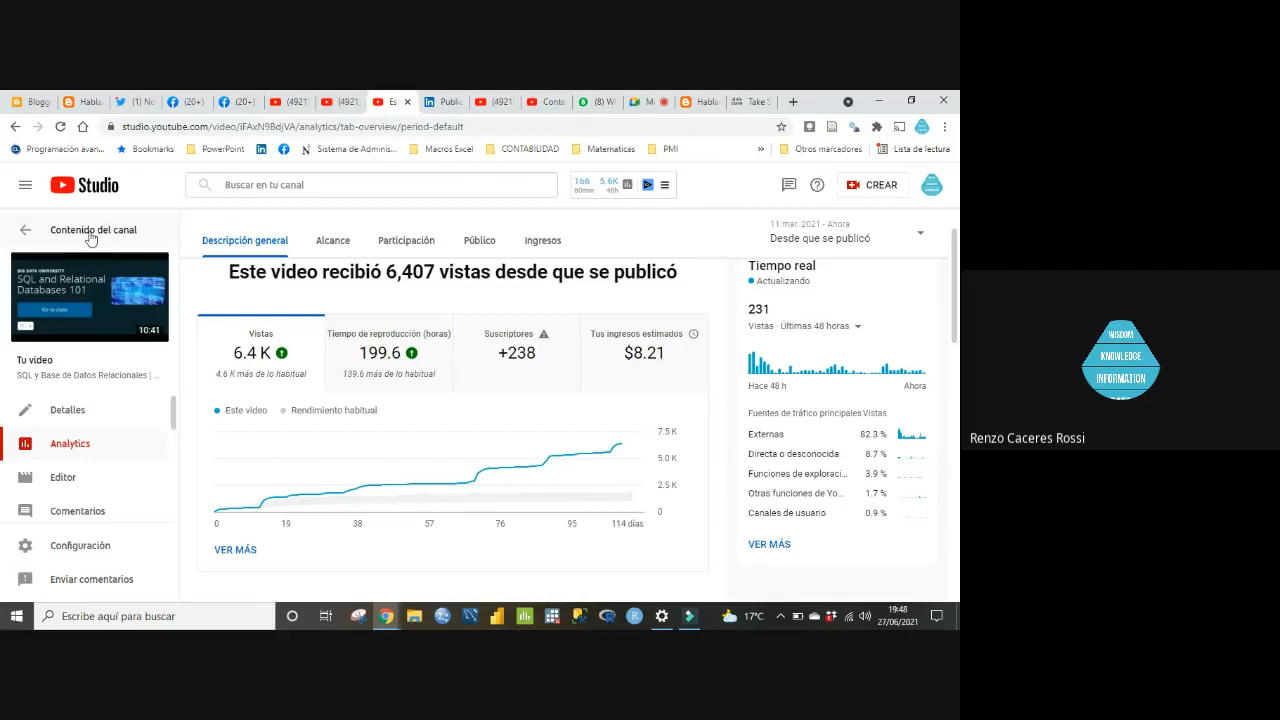 Blogg
Habla
(1) No
(20+)
(20+)
(4921
(4921
Es
Public
(4921
Conte
(8) W
M
Habla
Take S
studio.youtube.com/video/iFAxN9BdjVA/analytics/tab-overview/period-default
Programación avan...
Bookmarks
PowerPoint
Sistema de Adminis...
Macros Excel
CONTABILIDAD
Matematicas
PMI
»
Otros marcadores
Lista de lectura
Studio
Buscar en tu canal
166
60min
5.6K
48h
CREAR
Contenido del canal
BIG DATA UNIVERSITY
SQL and Relational
Databases 101
Go to class
10:41
Tu video
SQL y Base de Datos Relacionales | ...
Detalles
Analytics
Editor
Comentarios
Configuración
Enviar comentarios
Descripción general
Alcance
Participación
Público
Ingresos
11 mar. 2021 - Ahora
Desde que se publicó
Este video recibió 6,407 vistas desde que se publicó
Vistas
6.4 K
4.6 K más de lo habitual
Tiempo de reproducción (horas)
199.6
139.6 más de lo habitual
Suscriptores
+238
Tus ingresos estimados
$8.21
Este video
Rendimiento habitual
7.5 K
5.0 K
2.5 K
0
0
19
38
57
76
95
114 días
VER MÁS
Tiempo real
Actualizando
231
Vistas · Últimas 48 horas
Hace 48 h
Ahora
Fuentes de tráfico principales
Vistas
Externas
82.3 %
Directa o desconocida
8.7 %
Funciones de exploraci...
3.9 %
Otras funciones de Yo...
1.7 %
Canales de usuario
0.9 %
VER MÁS
Escribe aquí para buscar
17°C
19:48
27/06/2021
WISDOM
KNOWLEDGE
INFORMATION
Renzo Caceres Rossi